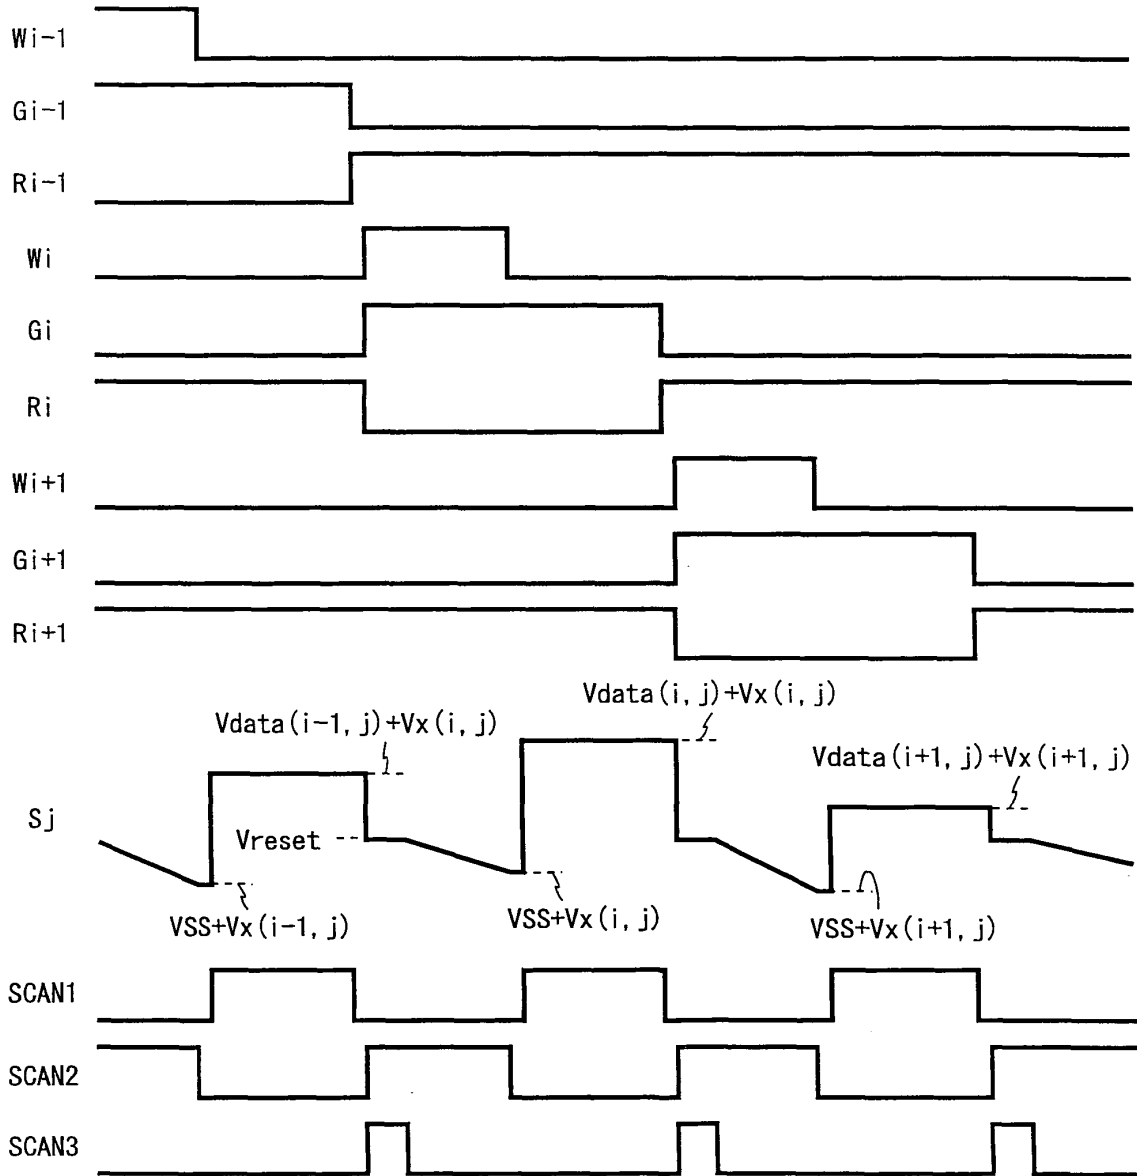 Wi-1
Gi-1
Ri-1
Wi
Gi
Ri
Wi+1
Gi+1
Ri+1
Vdata(i,j)+Vx(i,j)
Vdata(i-1,j)+Vx(i,j)
Vdata(i+1,j)+Vx(i+1,j)
Sj
Vreset
VSS+Vx(i-1,j)
VSS+Vx(i,j)
VSS+Vx(i+1,j)
SCAN1
SCAN2
SCAN3